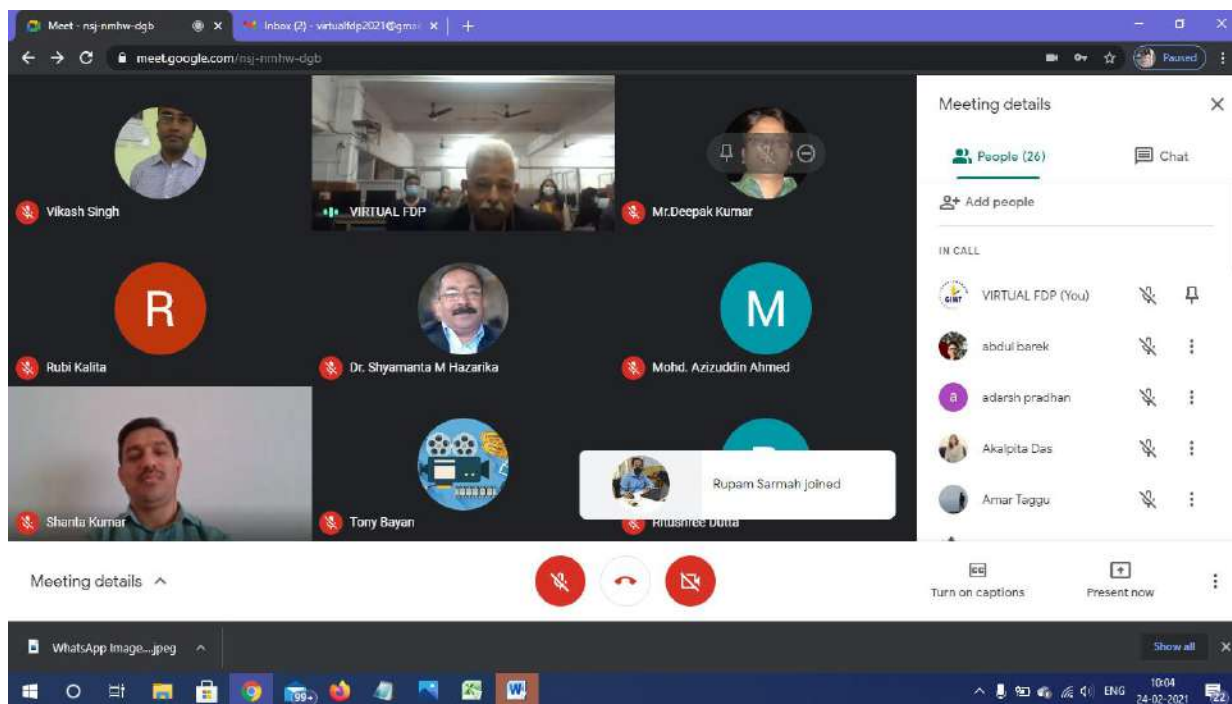 Meet - nsj-nmhw-dgb
Inbox (2) - virtualfdp2021@gma
meet.google.com/nsj-nmhw-dgb
Paused
Vikash Singh
VIRTUAL FDP
Mr.Deepak Kumar
Rubi Kalita
R
Dr. Shyamanta M Hazarika
M
Mohd. Azizuddin Ahmed
Shanta Kumar
Tony Bayan
Rupam Sarmah joined
Ritushree Dutta
Meeting details
People (26)
Chat
Add people
IN CALL
GIMT
VIRTUAL FDP (You)
abdul barek
a
adarsh pradhan
Akalpita Das
Amar Taggu
Meeting details
Turn on captions
Present now
WhatsApp Image....jpeg
Show all
99+
W
ENG
10:04
24-02-2021
22